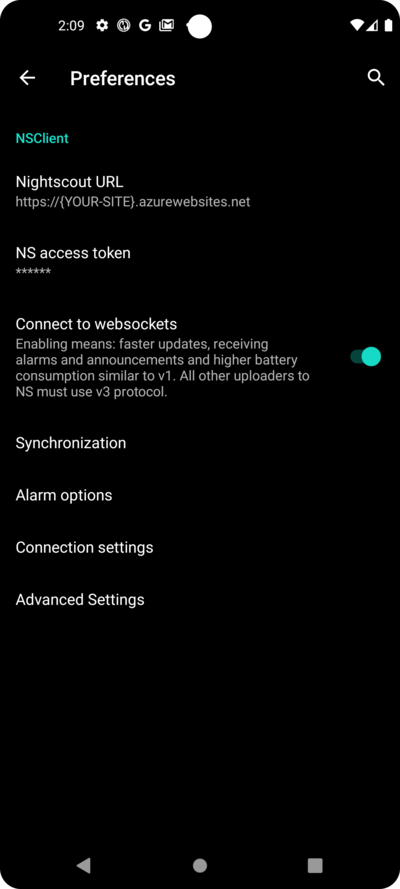 2:09
Preferences
NSClient
Nightscout URL
https://{YOUR-SITE}.azurewebsites.net
NS access token
******
Connect to websockets
Enabling means: faster updates, receiving
alarms and announcements and higher battery
consumption similar to v1. All other uploaders to
NS must use v3 protocol.
Synchronization
Alarm options
Connection settings
Advanced Settings